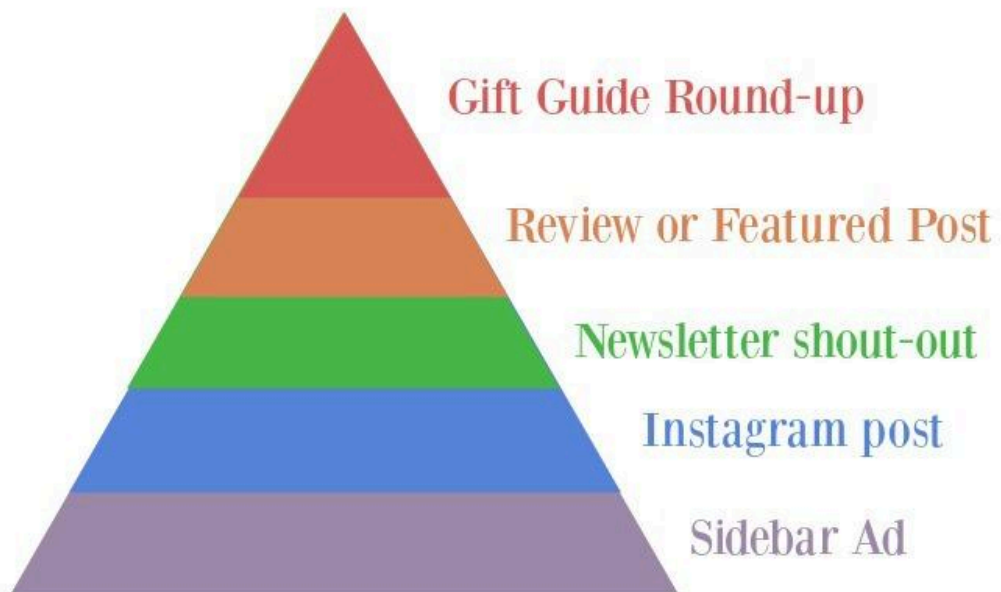 Gift Guide Round-up
Review or Featured Post
Newsletter shout-out
Instagram post
Sidebar Ad